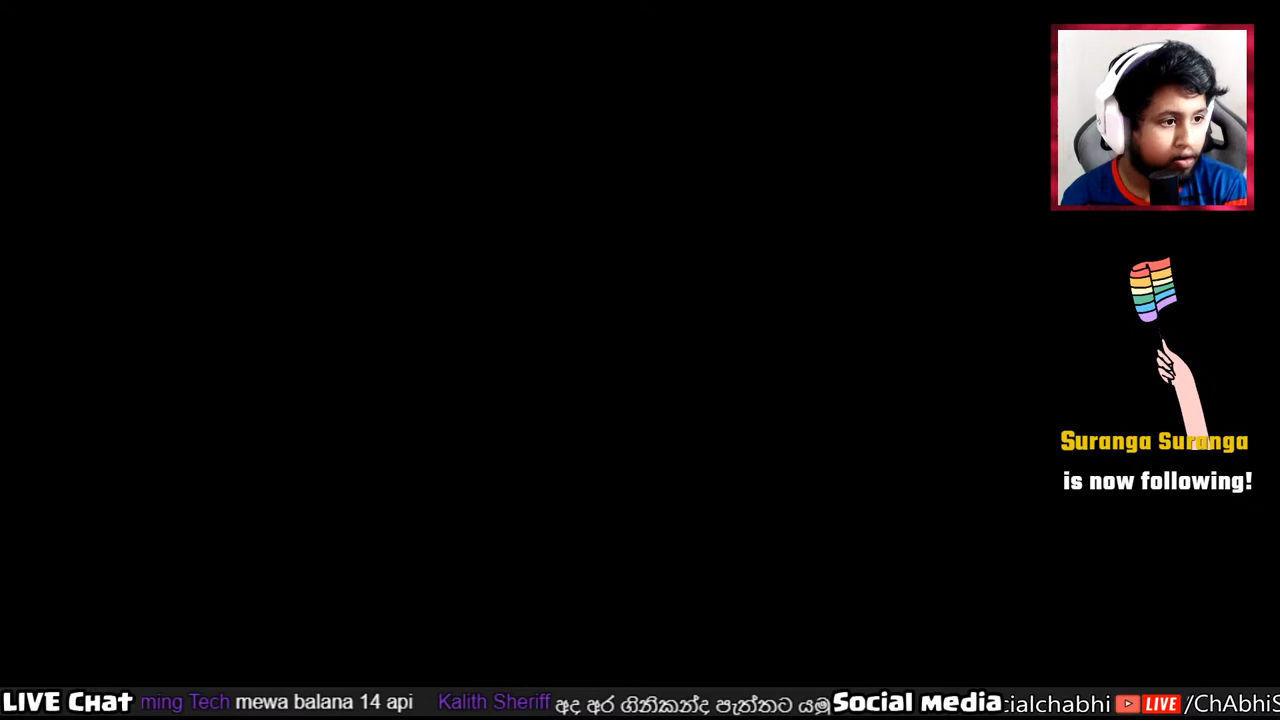 Suranga Suranga
is now following!
LIVE Chat ming Tech mewa balana 14 api Kalith Sheriff අද අර ගිනිකන්ද පැත්තට යමු Social Media cialchabhi LIVE /ChAbhiS